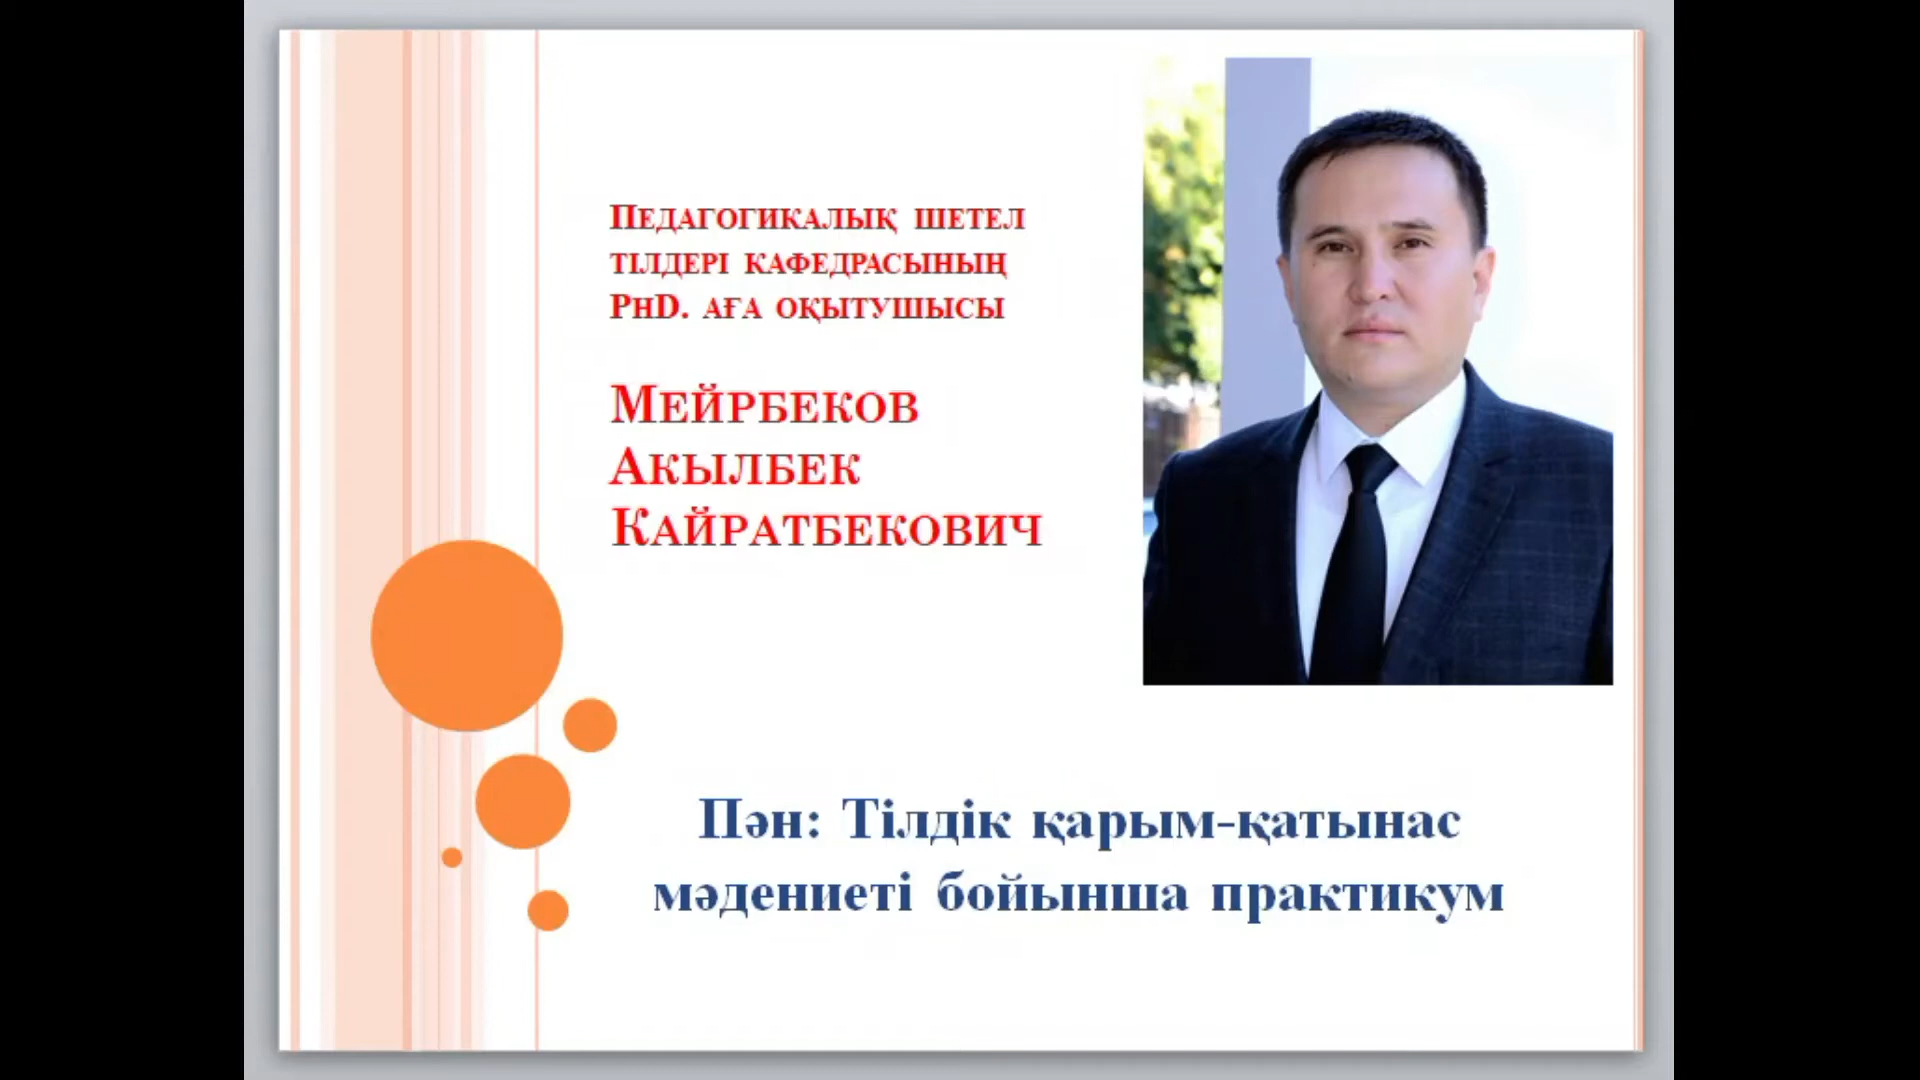 Педагогикалық шетел
тілдері кафедрасының
PhD. аға оқытушысы
Мейрбеков
Акылбек
Кайратбекович
Пән: Тілдік қарым-қатынас
мәдениеті бойынша практикум